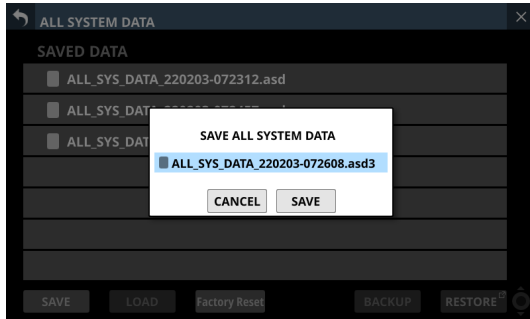 ALL SYSTEM DATA
SAVED DATA
ALL_SYS_DATA_220203-072312.asd
ALL_SYS_DAT
ALL_SYS_DAT
SAVE ALL SYSTEM DATA
ALL_SYS_DATA_220203-072608.asd3
CANCEL SAVE
SAVE LOAD Factory Reset BACKUP RESTORE